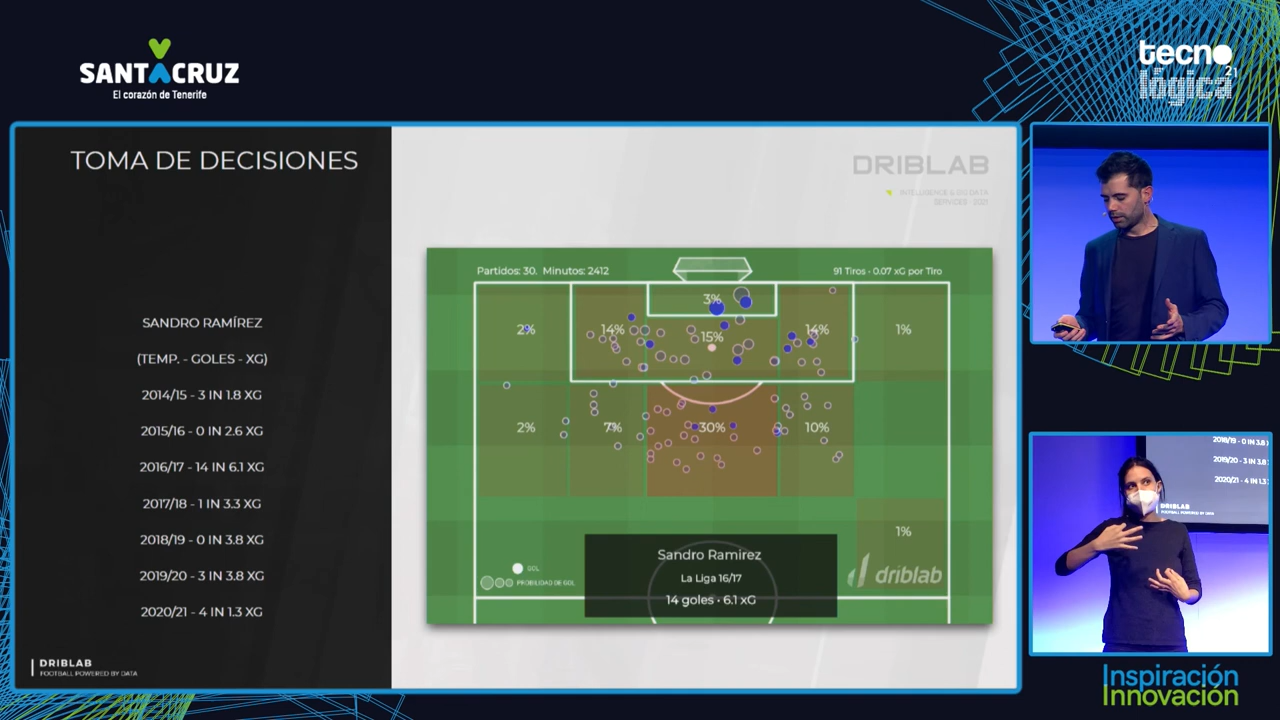 SANTACRUZ
El corazón de Tenerife
tecno
lógica21
TOMA DE DECISIONES
SANDRO RAMÍREZ
(TEMP. - GOLES - XG)
2014/15 - 3 IN 1.8 XG
2015/16 - 0 IN 2.6 XG
2016/17 - 14 IN 6.1 XG
2017/18 - 1 IN 3.3 XG
2018/19 - 0 IN 3.8 XG
2019/20 - 3 IN 3.8 XG
2020/21 - 4 IN 1.3 XG
DRIBLAB
FOOTBALL POWERED BY DATA
DRIBLAB
INTELLIGENCE & BIG DATA
SERVICES - 2021
Partidos: 30. Minutos: 2412
91 Tiros - 0.07 xG por Tiro
3%
2%
14%
15%
14%
1%
2%
7%
30%
10%
1%
GOL
PROBILIDAD DE GOL
Sandro Ramirez
La Liga 16/17
14 goles • 6.1 xG
driblab
2018/19 - 0 IN 3.8
2019/20 - 3 IN 3.8
2020/21 - 4 IN 1.3
DRIBLAB
FOOTBALL POWERED BY DATA
Inspiración
Innovación